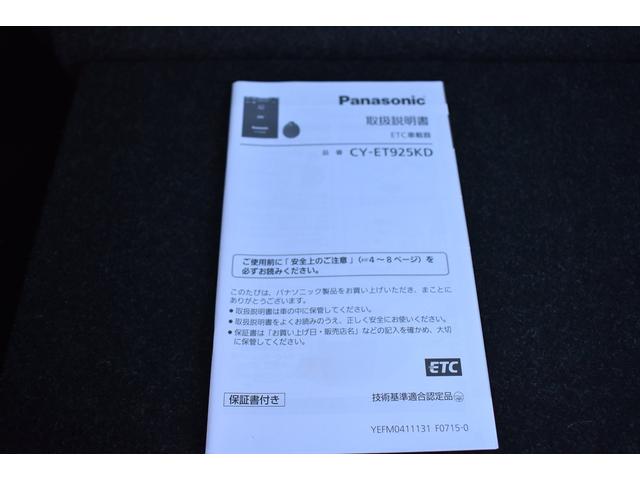 Panasonic
取扱説明書
ETC車載器
品番 CY-ET925KD
ご使用前に「安全上のご注意」(☞4～8ページ)を
必ずお読みください。
このたびは、パナソニック製品をお買い上げいただき、まことに
ありがとうございます。
●取扱説明書は車の中に保管してください。
●取扱説明書をよくお読みのうえ、正しく安全にお使いください。
●保証書は「お買い上げ日・販売店名」などの記入を確かめ、大切
に保管してください。
ETC
保証書付き
技術基準適合認定品
YEFM0411131 F0715-0